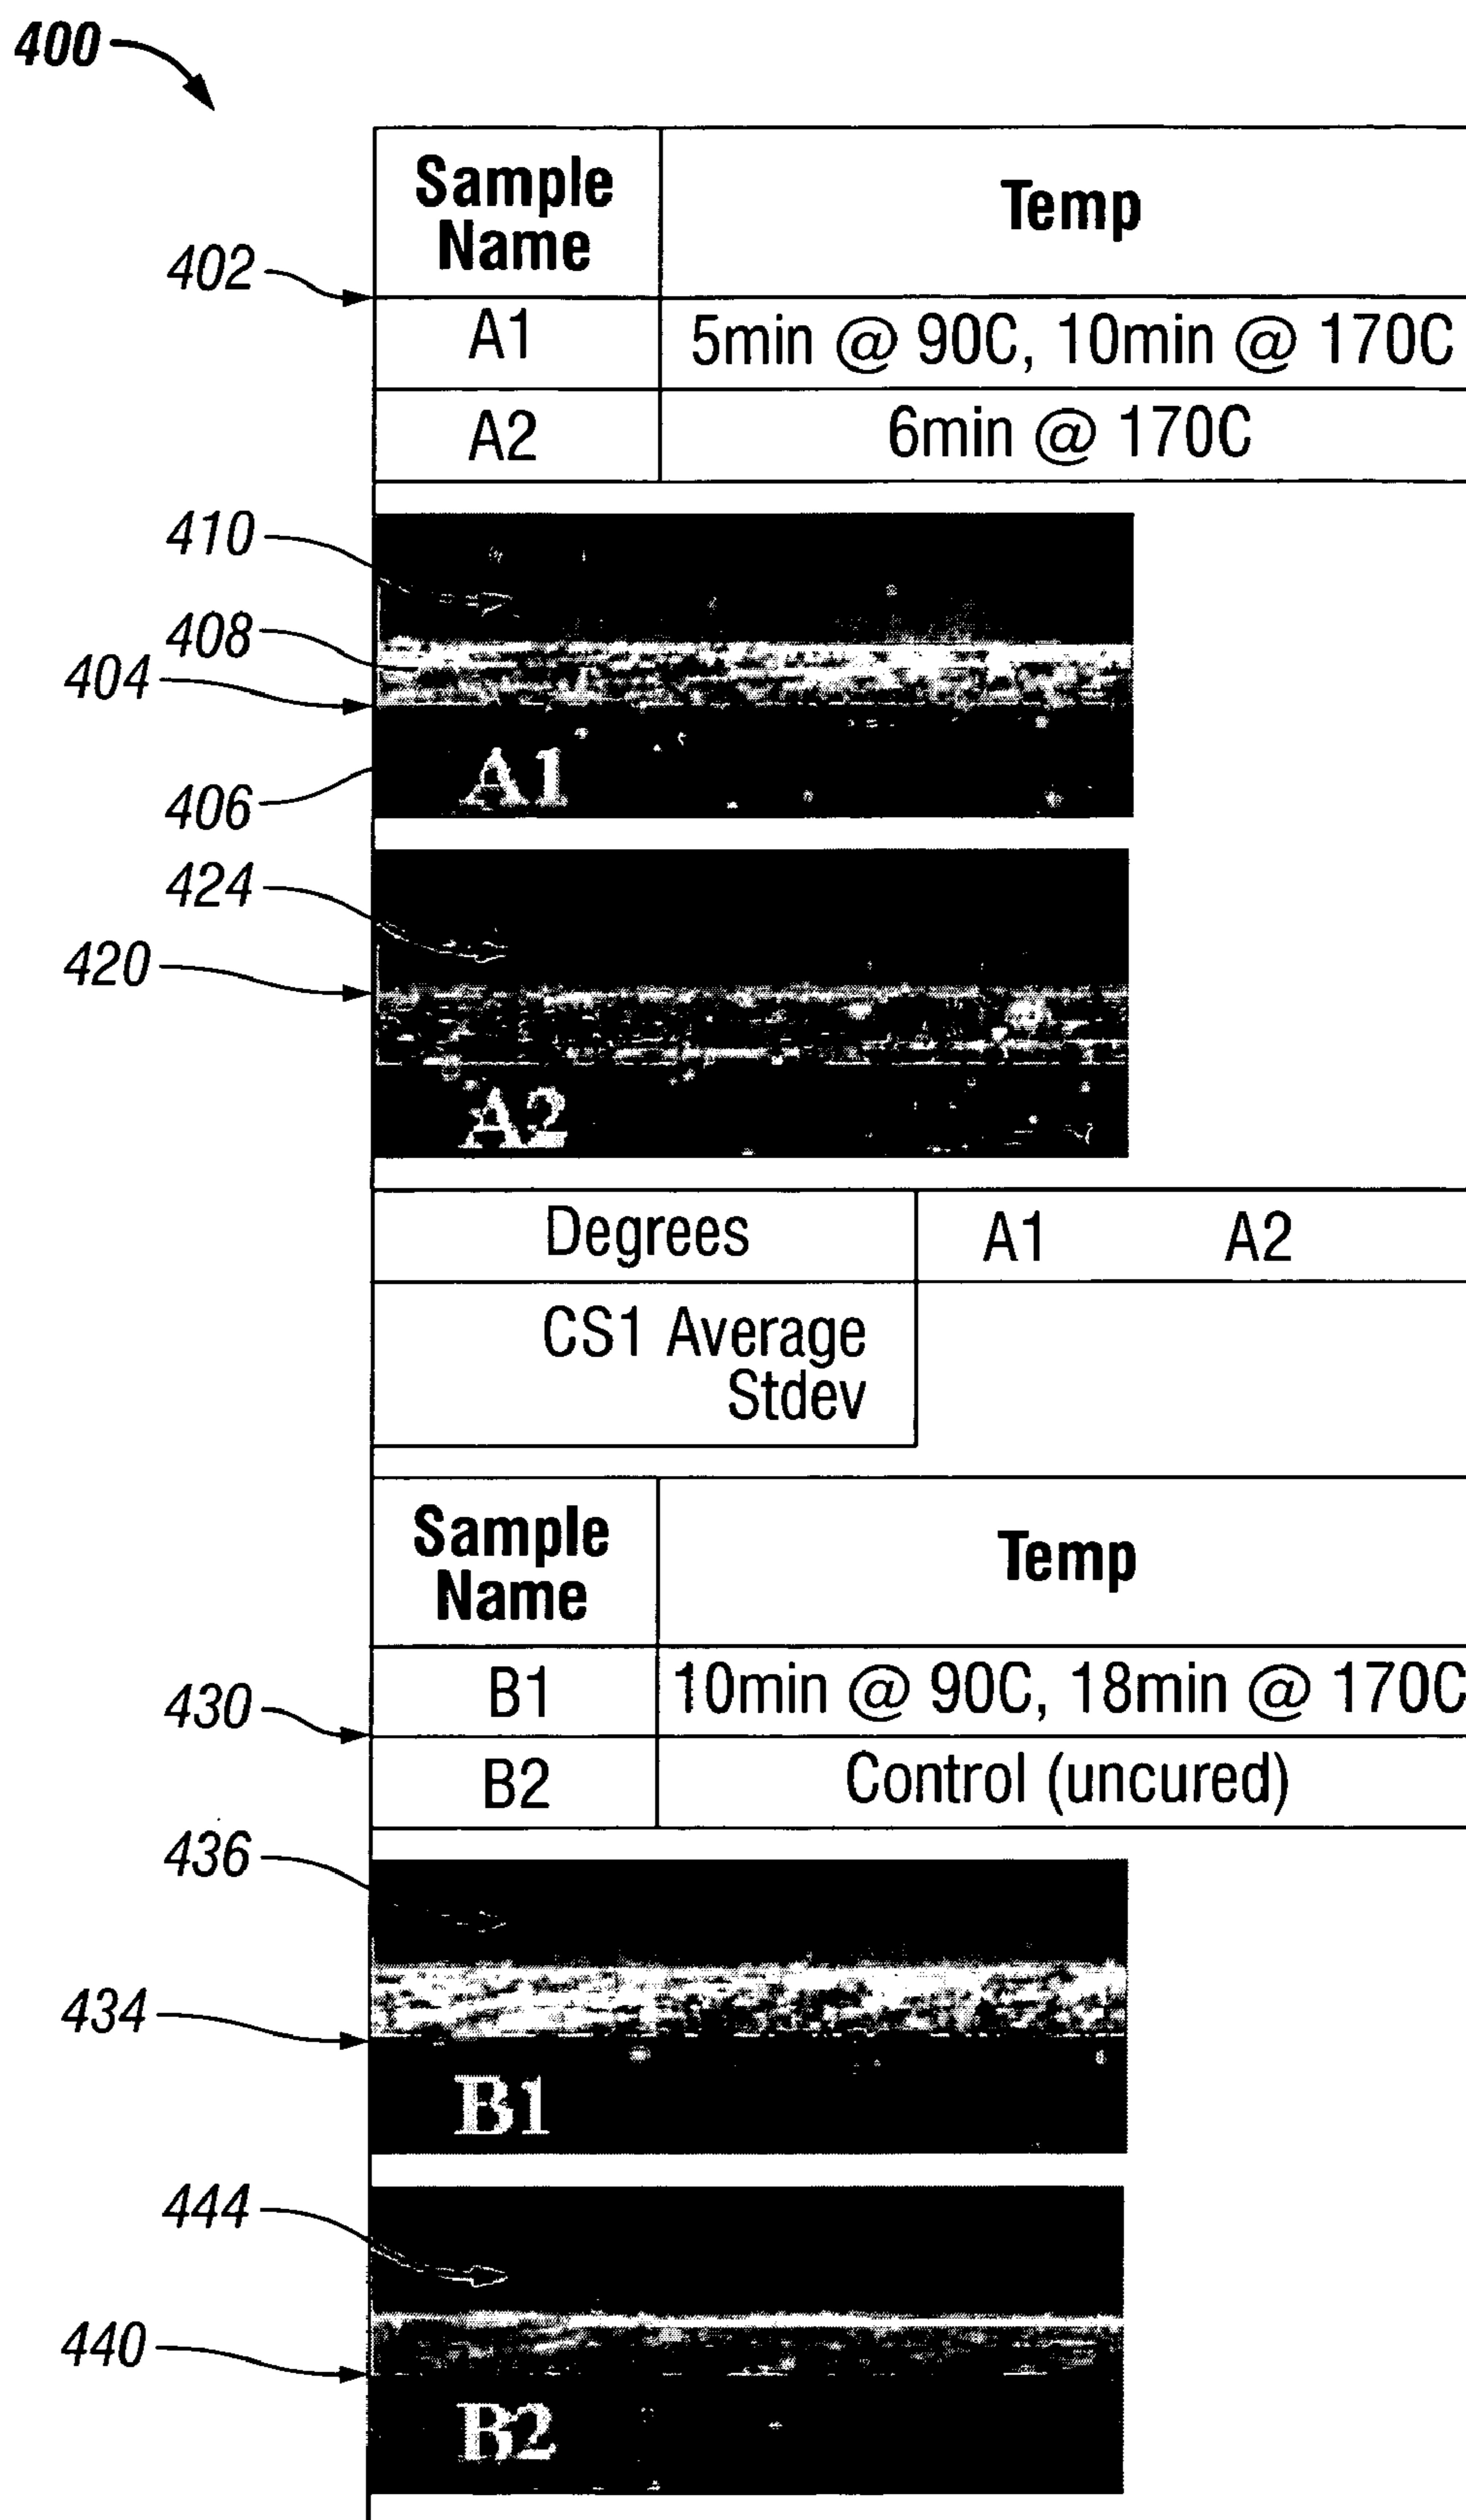 400
Sample
Name
Temp
402
A1
5min @ 90C, 10min @ 170C
A2
6min @ 170C
410
408
404
A1
406
424
420
A2
Degrees
A1
A2
CS1 Average
Stdev
Sample
Name
Temp
B1
10min @ 90C, 18min @ 170C
430
B2
Control (uncured)
436
434
B1
444
440
B2